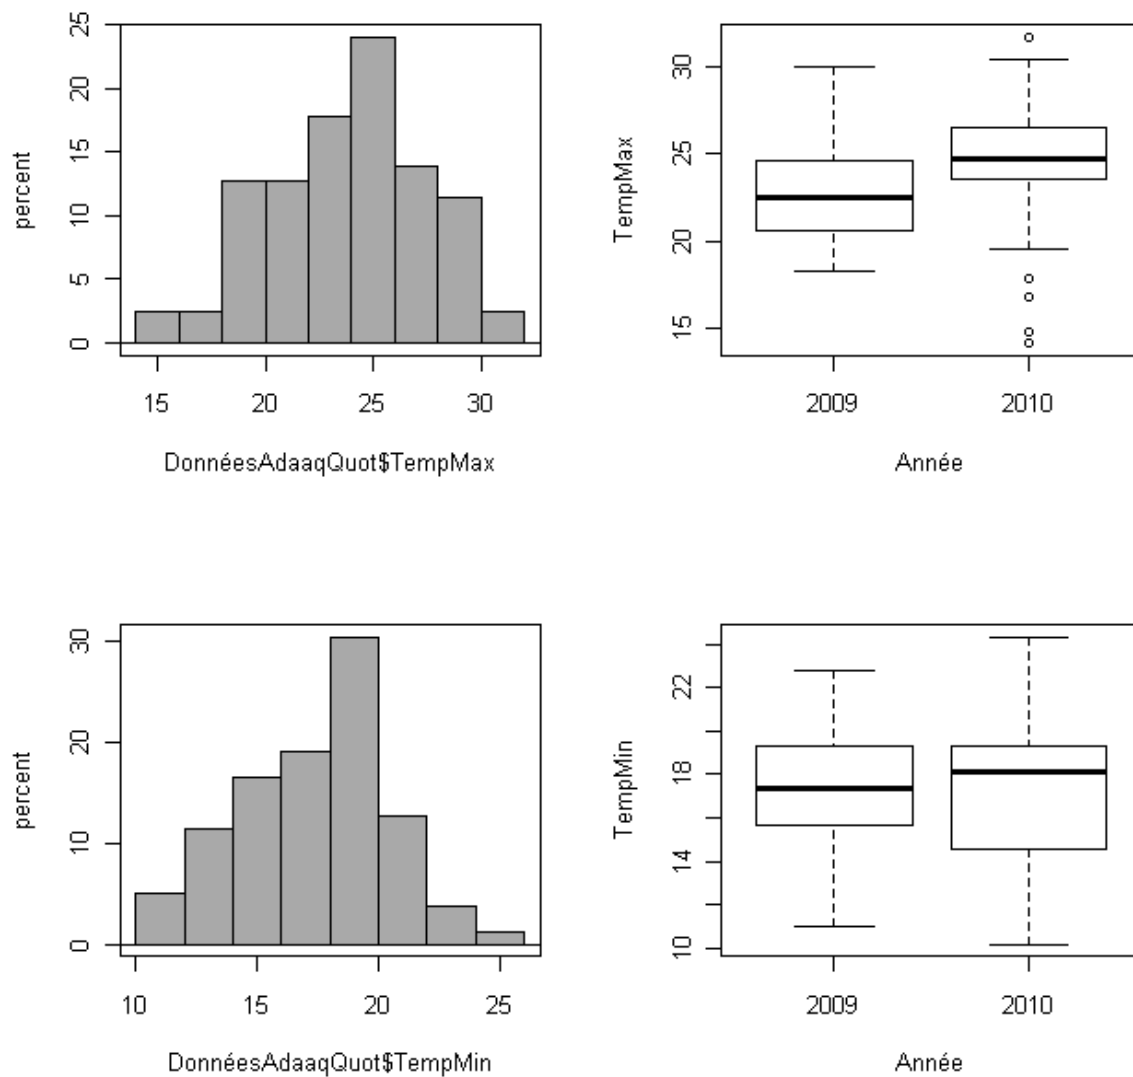 percent
0 5 10 15 20 25
15 20 25 30
DonnéesAdaaqQuot$TempMax
TempMax
15 20 25 30
2009 2010
Année
percent
0 10 20 30
10 15 20 25
DonnéesAdaaqQuot$TempMin
TempMin
10 14 18 22
2009 2010
Année